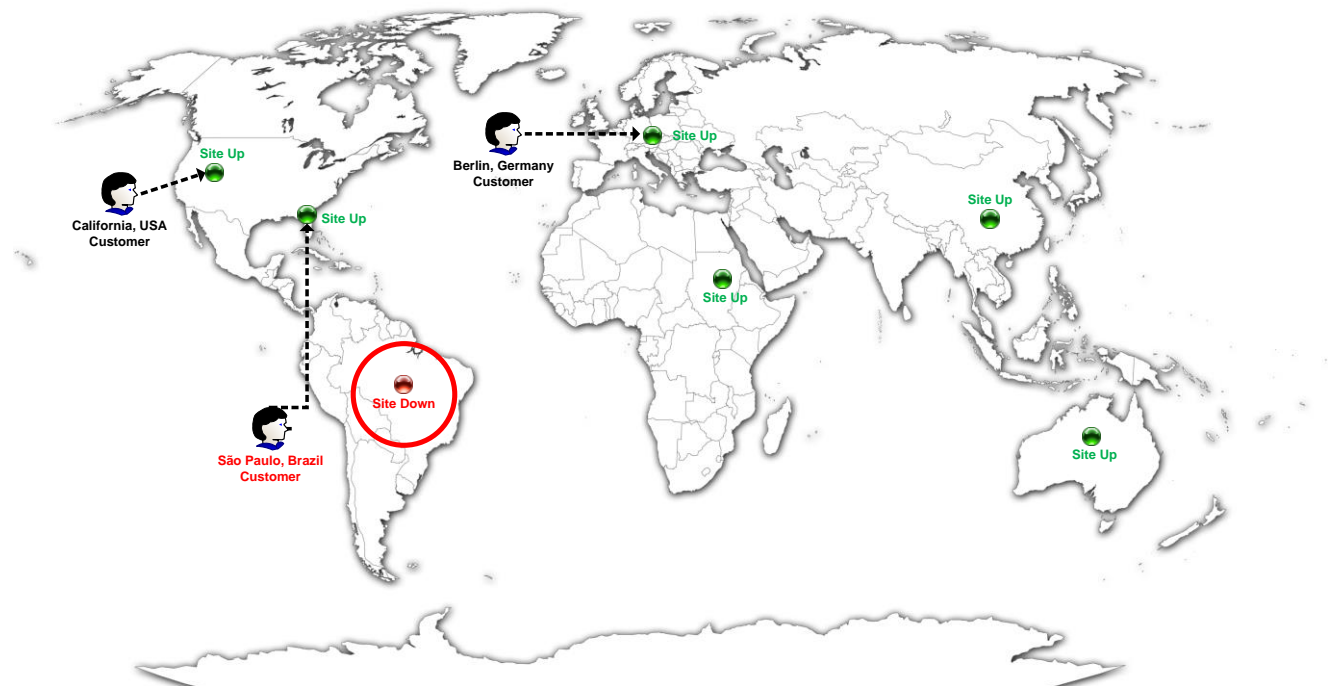 Site Up
California, USA
Customer
Site Up
Berlin, Germany
Customer
Site Up
Site Up
Site Up
Site Down
São Paulo, Brazil
Customer
Site Up